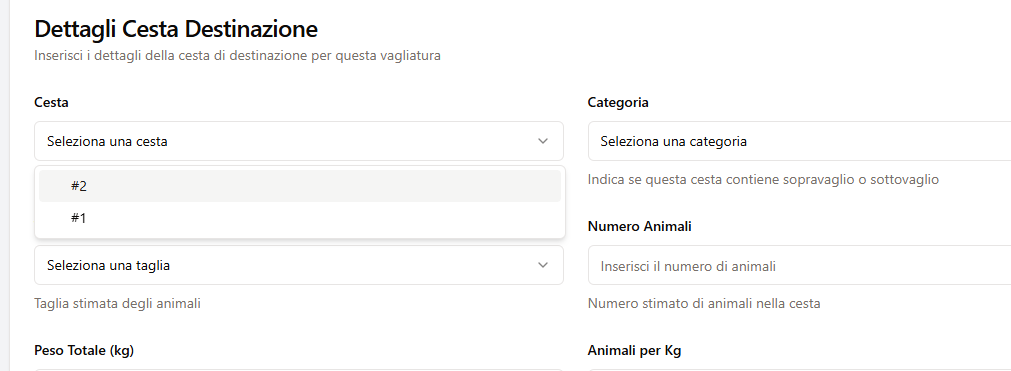 Dettagli Cesta Destinazione
Inserisci i dettagli della cesta di destinazione per questa vagliatura
Cesta
Seleziona una cesta
#2
#1
Seleziona una taglia
Taglia stimata degli animali
Peso Totale (kg)
Categoria
Seleziona una categoria
Indica se questa cesta contiene sopravaglio o sottovaglio
Numero Animali
Inserisci il numero di animali
Numero stimato di animali nella cesta
Animali per Kg